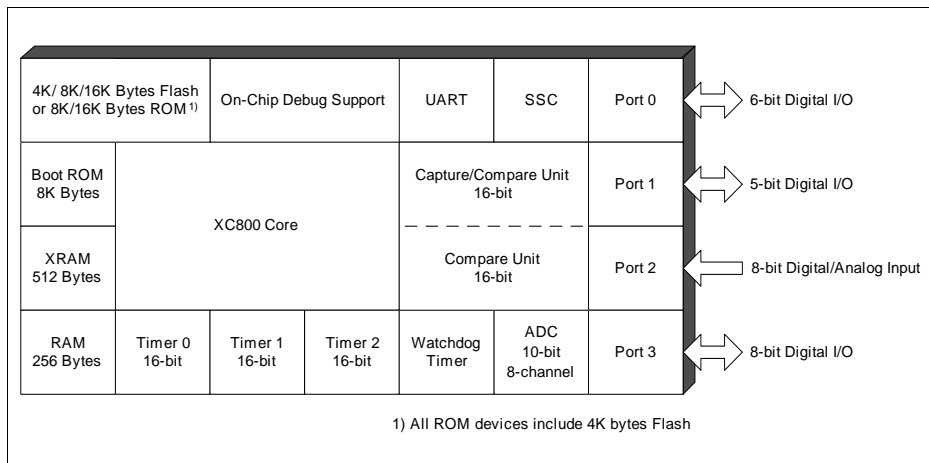 4K/ 8K/16K Bytes Flash
or 8K/16K Bytes ROM1)
On-Chip Debug Support
UART
SSC
Port 0
6-bit Digital I/O
Boot ROM
8K Bytes
XC800 Core
Capture/Compare Unit
16-bit
Port 1
5-bit Digital I/O
XRAM
512 Bytes
Compare Unit
16-bit
Port 2
8-bit Digital/Analog Input
RAM
256 Bytes
Timer 0
16-bit
Timer 1
16-bit
Timer 2
16-bit
Watchdog
Timer
ADC
10-bit
8-channel
Port 3
8-bit Digital I/O
1) All ROM devices include 4K bytes Flash